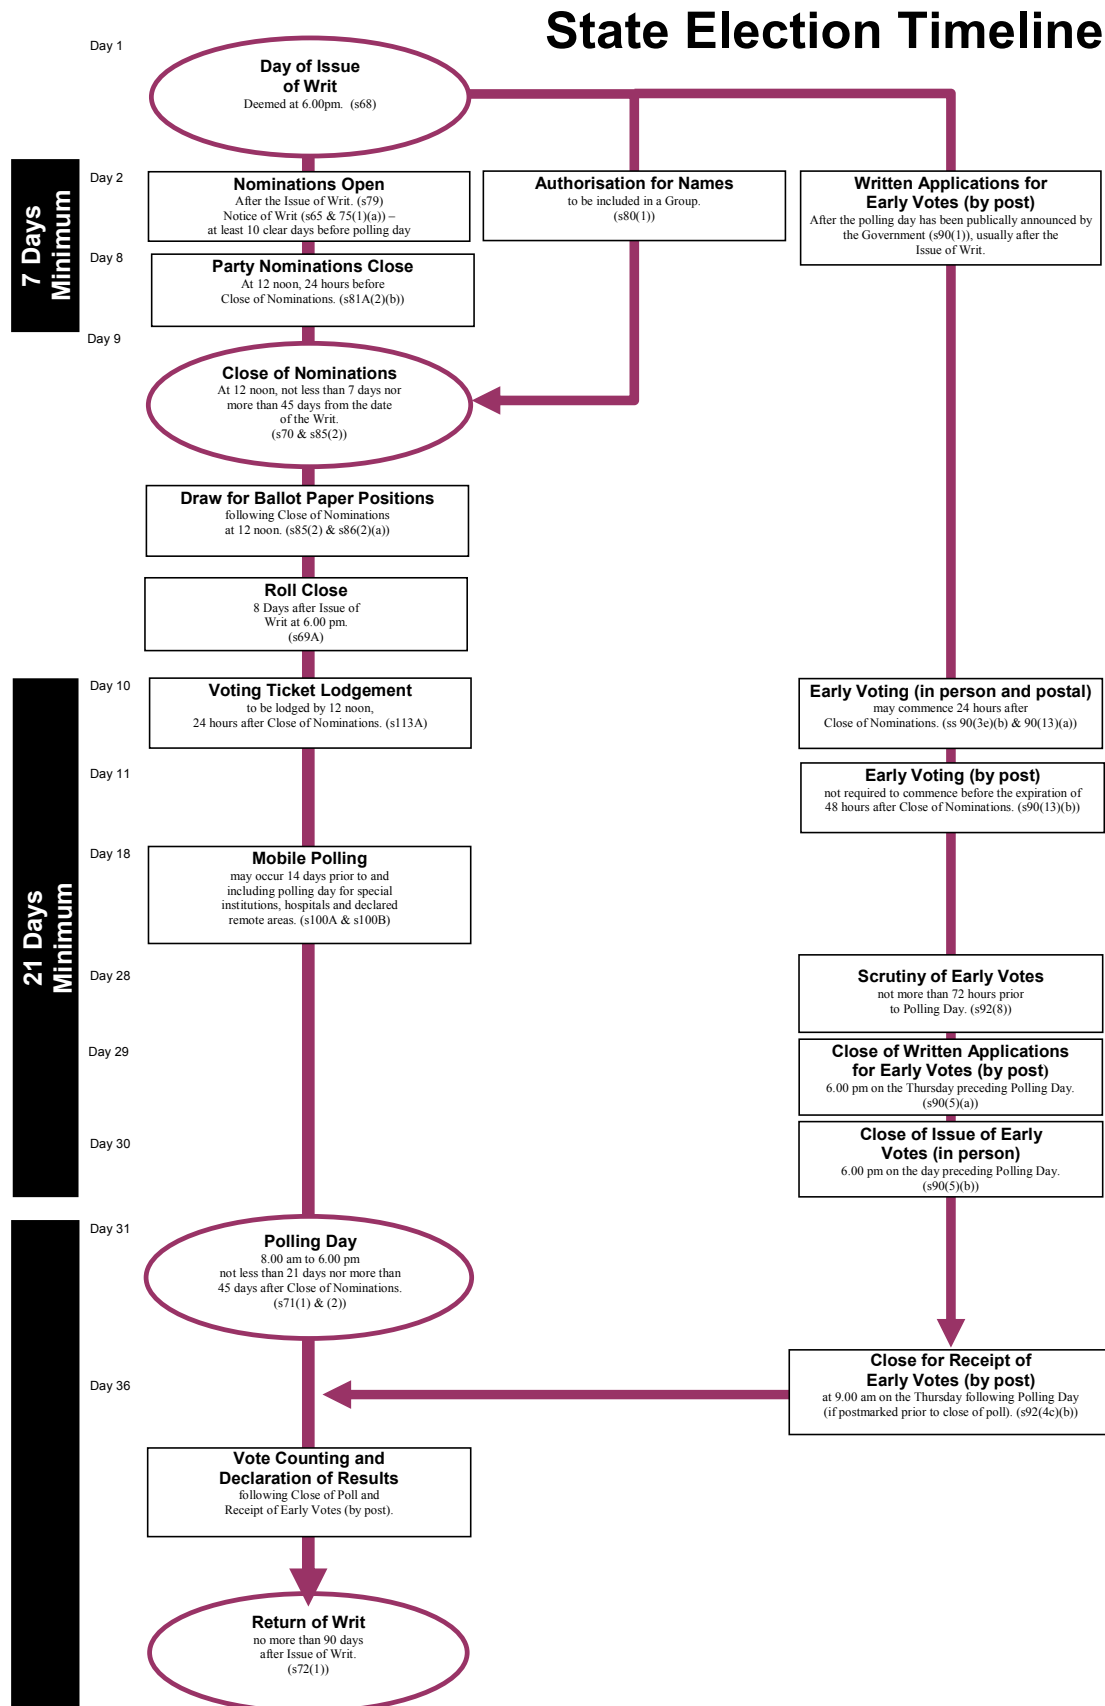 State Election Timeline
Day 1
Day of Issue
of Writ
Deemed at 6.00pm.  (s68)
7 Days
Minimum
Day 2
Nominations Open
After the Issue of Writ. (s79)
Notice of Writ (s65 & 75(1)(a)) –
at least 10 clear days before polling day
Authorisation for Names
to be included in a Group.
(s80(1))
Written Applications for
Early Votes (by post)
After the polling day has been publically announced by
the Government (s90(1)), usually after the
Issue of Writ.
Day 8
Party Nominations Close
At 12 noon, 24 hours before
Close of Nominations. (s81A(2)(b))
Day 9
Close of Nominations
At 12 noon, not less than 7 days nor
more than 45 days from the date
of the Writ.
(s70 & s85(2))
Draw for Ballot Paper Positions
following Close of Nominations
at 12 noon. (s85(2) & s86(2)(a))
Roll Close
8 Days after Issue of
Writ at 6.00 pm.
(s69A)
21 Days
Minimum
Day 10
Voting Ticket Lodgement
to be lodged by 12 noon,
24 hours after Close of Nominations. (s113A)
Early Voting (in person and postal)
may commence 24 hours after
Close of Nominations. (ss 90(3e)(b) & 90(13)(a))
Day 11
Early Voting (by post)
not required to commence before the expiration of
48 hours after Close of Nominations. (s90(13)(b))
Day 18
Mobile Polling
may occur 14 days prior to and
including polling day for special
institutions, hospitals and declared
remote areas. (s100A & s100B)
Day 28
Scrutiny of Early Votes
not more than 72 hours prior
to Polling Day. (s92(8))
Day 29
Close of Written Applications
for Early Votes (by post)
6.00 pm on the Thursday preceding Polling Day.
(s90(5)(a))
Day 30
Close of Issue of Early
Votes (in person)
6.00 pm on the day preceding Polling Day.
(s90(5)(b))
Day 31
Polling Day
8.00 am to 6.00 pm
not less than 21 days nor more than
45 days after Close of Nominations.
(s71(1) & (2))
Day 36
Close for Receipt of
Early Votes (by post)
at 9.00 am on the Thursday following Polling Day
(if postmarked prior to close of poll). (s92(4c)(b))
Vote Counting and
Declaration of Results
following Close of Poll and
Receipt of Early Votes (by post).
Return of Writ
no more than 90 days
after Issue of Writ.
(s72(1))